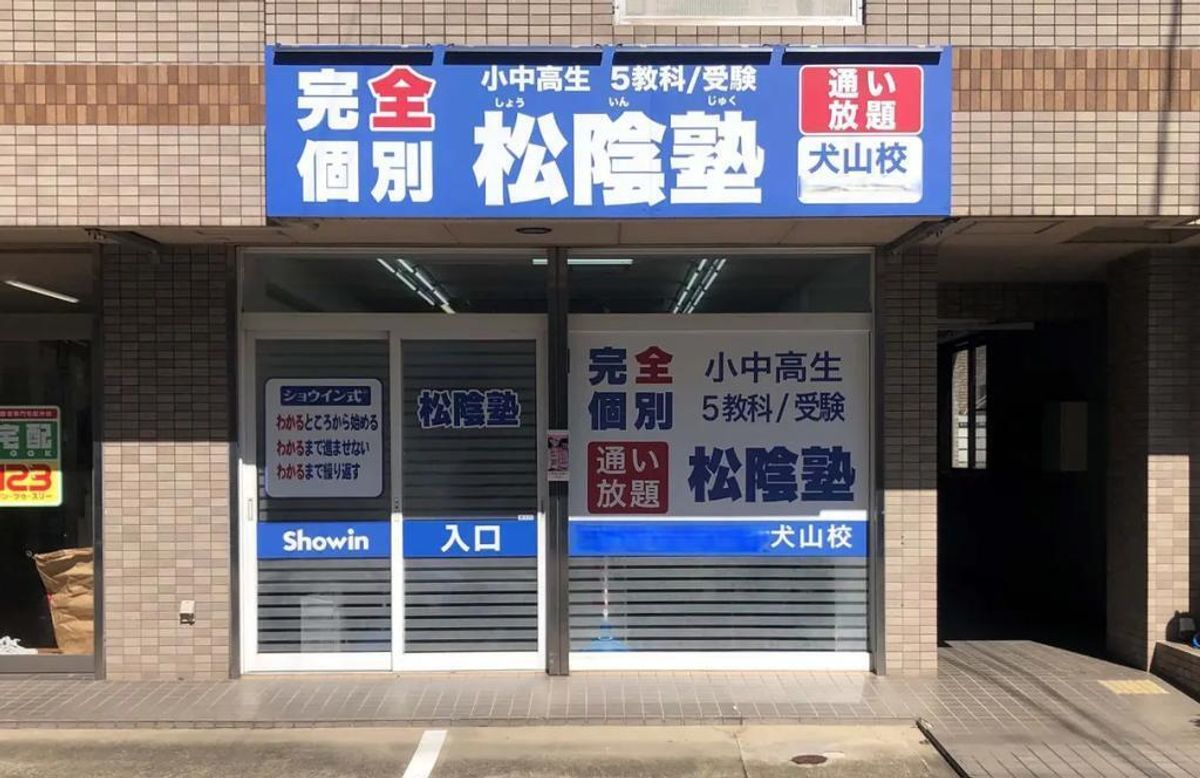 完全
個別
小中高生 5教科/受験
しょう いん じゅく
松陰塾
通い
放題
犬山校
ショウイン式
わかるところから始める
わかるまで進ませない
わかるまで繰り返す
Showin
松陰塾
入口
完全
個別
小中高生
5教科/受験
通い
放題
松陰塾
犬山校
宅配
123